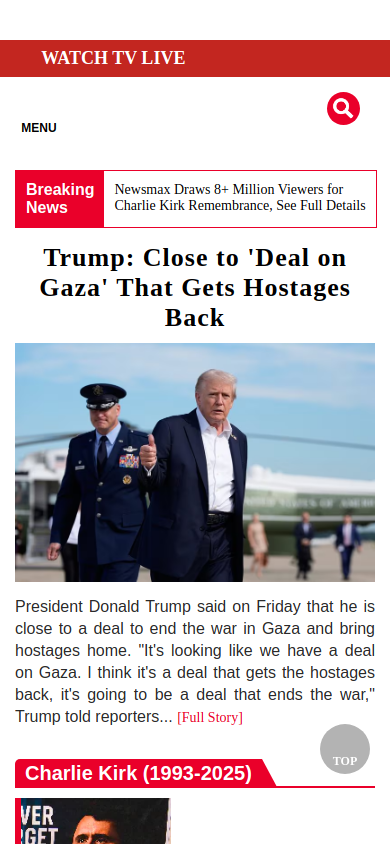 WATCH TV LIVE
MENU
Breaking
News
Newsmax Draws 8+ Million Viewers for
Charlie Kirk Remembrance, See Full Details
Trump: Close to 'Deal on
Gaza' That Gets Hostages
Back
President Donald Trump said on Friday that he is
close to a deal to end the war in Gaza and bring
hostages home. "It's looking like we have a deal
on Gaza. I think it's a deal that gets the hostages
back, it's going to be a deal that ends the war,"
Trump told reporters... [Full Story]
TOP
Charlie Kirk (1993-2025)
VER
GET